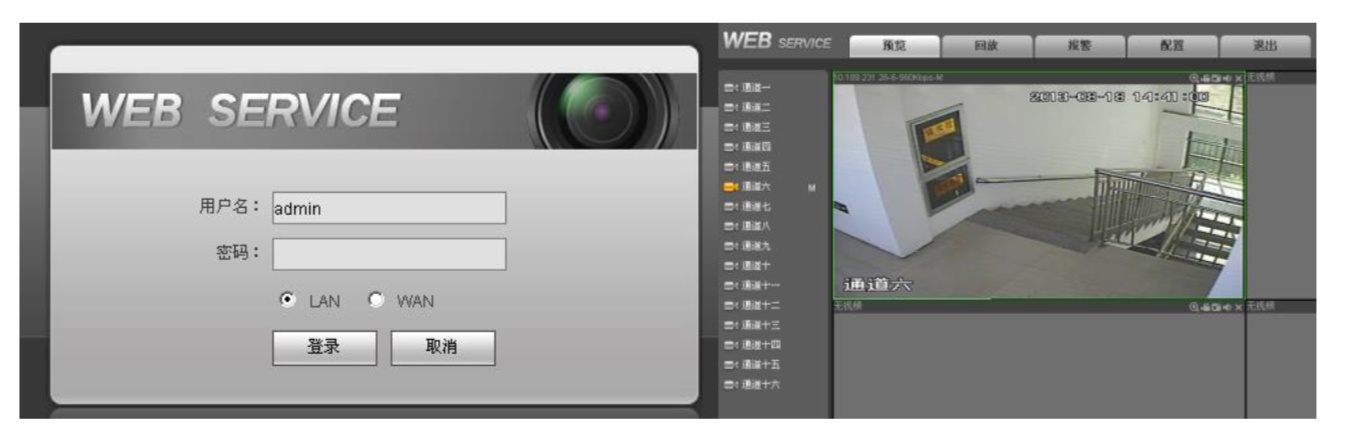 WEB SERVICE
用户名：admin
密码：
LAN WAN
登录 取消
WEB SERVICE
预览 回放 报警 配置 退出
10.189.231.26-6-560Kbps-M
无视频
2013-08-18 14:41:00
通道一
通道二
通道三
通道四
通道五
通道六 M
通道七
通道八
通道九
通道十
通道十一
通道十二
通道十三
通道十四
通道十五
通道十六
通道六
无视频
无视频